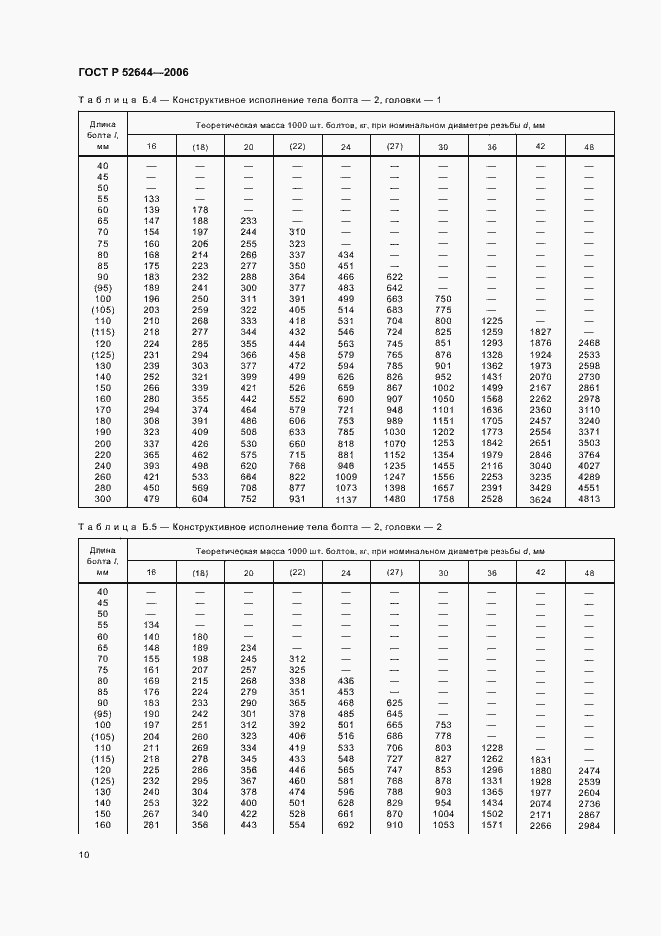 ГОСТ Р 52644—2006
Таблица Б.4 — Конструктивное исполнение тела болта — 2, головки — 1
Длина болта l, мм Теоретическая масса 1000 шт. болтов, кг, при номинальном диаметре резьбы d, мм
16 (18) 20 (22) 24 (27) 30 36 42 48
40 — — — — — — — — — —
45 — — — — — — — — — —
50 — — — — — — — — — —
55 133 — — — — — — — — —
60 139 178 — — — — — — — —
65 147 188 233 — — — — — — —
70 154 197 244 310 — — — — — —
75 160 206 255 323 — — — — — —
80 168 214 266 337 434 — — — — —
85 175 223 277 350 451 — — — — —
90 183 232 288 364 466 622 — — — —
(95) 189 241 300 377 483 642 — — — —
100 196 250 311 391 499 663 750 — — —
(105) 203 259 322 405 514 683 775 — — —
110 210 268 333 418 531 704 800 1225 — —
(115) 218 277 344 432 546 724 825 1259 1827 —
120 224 285 355 444 563 745 851 1293 1876 2468
(125) 231 294 366 458 579 765 876 1328 1924 2533
130 239 303 377 472 594 785 901 1362 1973 2598
140 252 321 399 499 626 826 952 1431 2070 2730
150 266 339 421 526 659 867 1002 1499 2167 2861
160 280 355 442 552 690 907 1050 1568 2262 2978
170 294 374 464 579 721 948 1101 1636 2360 3110
180 308 391 486 606 753 989 1151 1705 2457 3240
190 323 409 508 633 785 1030 1202 1773 2554 3371
200 337 426 530 660 818 1070 1253 1842 2651 3503
220 365 462 575 715 881 1152 1354 1979 2846 3764
240 393 498 620 768 946 1235 1455 2116 3040 4027
260 421 533 664 822 1009 1247 1556 2253 3235 4289
280 450 569 708 877 1073 1398 1657 2391 3429 4551
300 479 604 752 931 1137 1480 1758 2528 3624 4813
Таблица Б.5 — Конструктивное исполнение тела болта — 2, головки — 2
Длина болта l, мм Теоретическая масса 1000 шт. болтов, кг, при номинальном диаметре резьбы d, мм
16 (18) 20 (22) 24 (27) 30 36 42 48
40 — — — — — — — — — —
45 — — — — — — — — — —
50 — — — — — — — — — —
55 134 — — — — — — — — —
60 140 180 — — — — — — — —
65 148 189 234 — — — — — — —
70 155 198 245 312 — — — — — —
75 161 207 257 325 — — — — — —
80 169 215 268 338 436 — — — — —
85 176 224 279 351 453 — — — — —
90 183 233 290 365 468 625 — — — —
(95) 190 242 301 378 485 645 — — — —
100 197 251 312 392 501 665 753 — — —
(105) 204 260 323 406 516 686 778 — — —
110 211 269 334 419 533 706 803 1228 — —
(115) 218 278 345 433 548 727 827 1262 1831 —
120 225 286 356 446 565 747 853 1296 1880 2474
(125) 232 295 367 460 581 768 878 1331 1928 2539
130 240 304 378 474 596 788 903 1365 1977 2604
140 253 322 400 501 628 829 954 1434 2074 2736
150 267 340 422 528 661 870 1004 1502 2171 2867
160 281 356 443 554 692 910 1053 1571 2266 2984
10